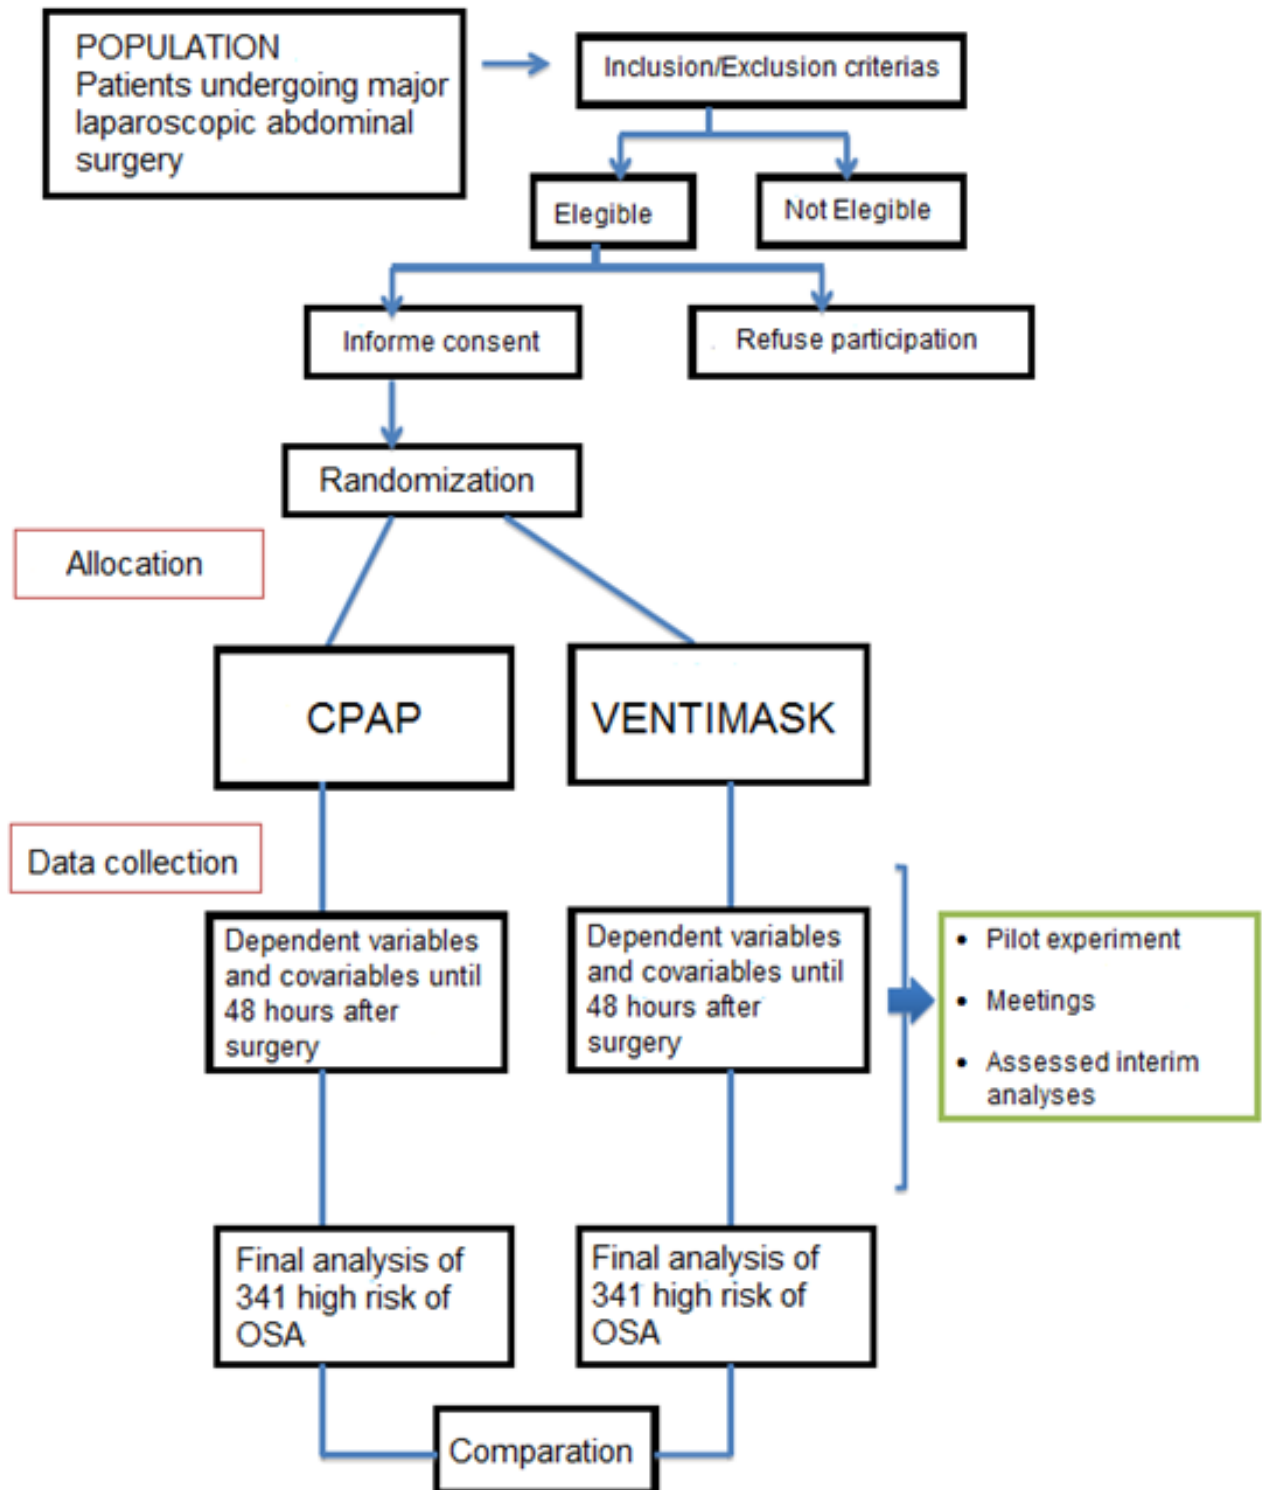 POPULATION
Patients undergoing major
laparoscopic abdominal
surgery
Inclusion/Exclusion criterias
Elegible
Not Elegible
Informe consent
Refuse participation
Randomization
Allocation
CPAP
VENTIMASK
Data collection
Dependent variables
and covariables until
48 hours after
surgery
Dependent variables
and covariables until
48 hours after
surgery
• Pilot experiment
• Meetings
• Assessed interim
analyses
Final analysis of
341 high risk of
OSA
Final analysis of
341 high risk of
OSA
Comparation